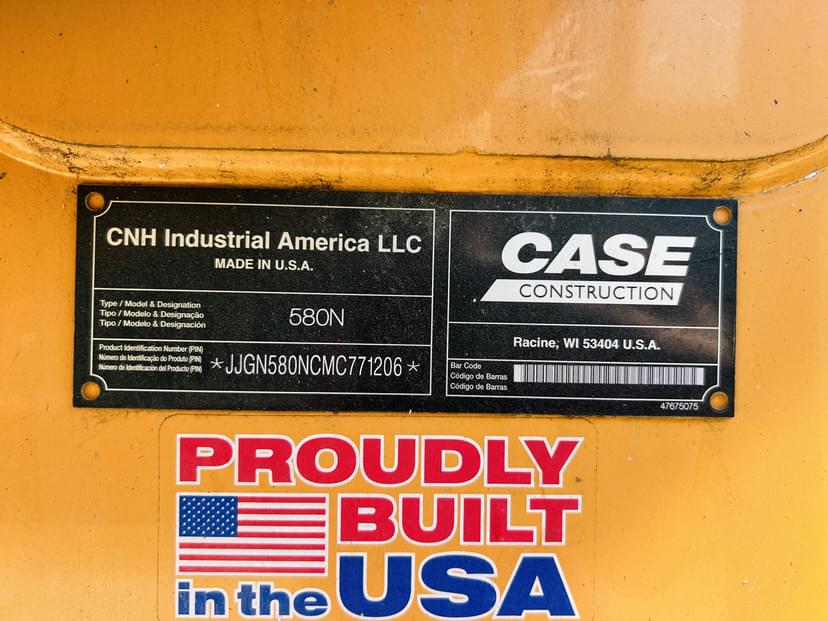 CNH Industrial America LLC
MADE IN U.S.A.
Type / Model & Designation
Tipo / Modelo & Designação
Tipo / Modelo & Designación
580N
Product Identification Number (PIN)
Número de Identificação do Produto (PIN)
Número de Identificación del Producto (PIN)
*JJGN580NCMC771206*
CASE
CONSTRUCTION
Racine, WI 53404 U.S.A.
Bar Code
Código de Barras
Código de Barras
47675075
PROUDLY
BUILT
in the USA